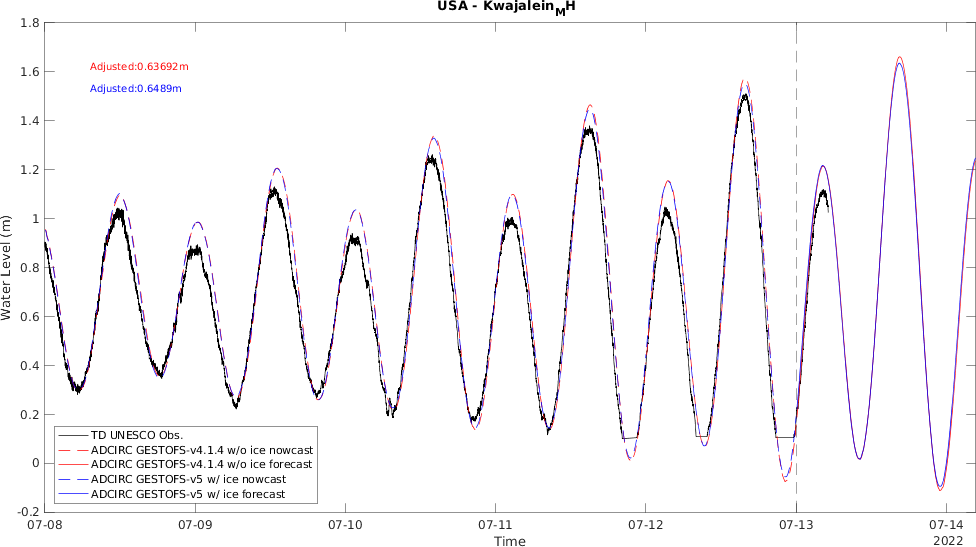 USA - Kwajalein_MH
1.8
1.6
1.4
1.2
1
0.8
0.6
0.4
0.2
0
-0.2
Water Level (m)
Adjusted:0.63692m
Adjusted:0.6489m
TD UNESCO Obs.
ADCIRC GESTOFS-v4.1.4 w/o ice nowcast
ADCIRC GESTOFS-v4.1.4 w/o ice forecast
ADCIRC GESTOFS-v5 w/ ice nowcast
ADCIRC GESTOFS-v5 w/ ice forecast
07-08 07-09 07-10 07-11 07-12 07-13 07-14
Time 2022